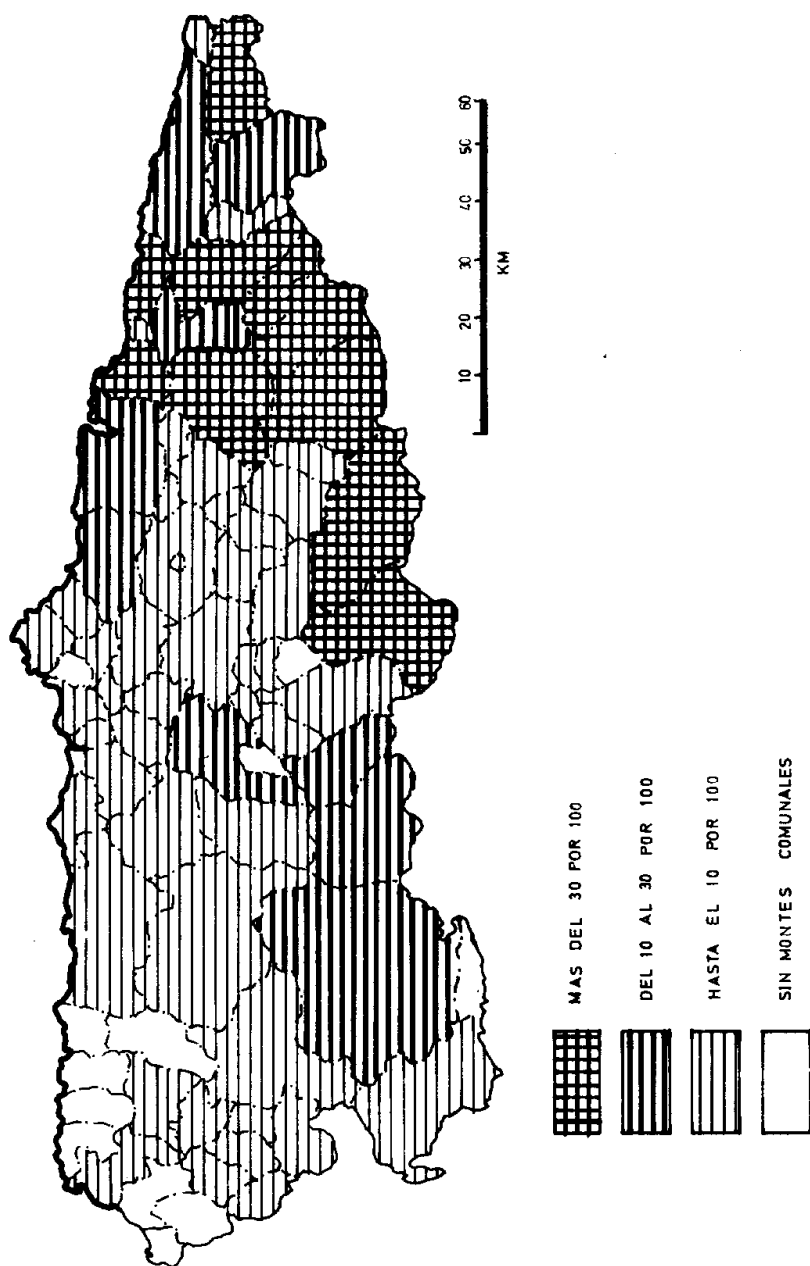 10 20 30 40 50 60
KM
MAS DEL 30 POR 100
DEL 10 AL 30 POR 100
HASTA EL 10 POR 100
SIN MONTES COMUNALES